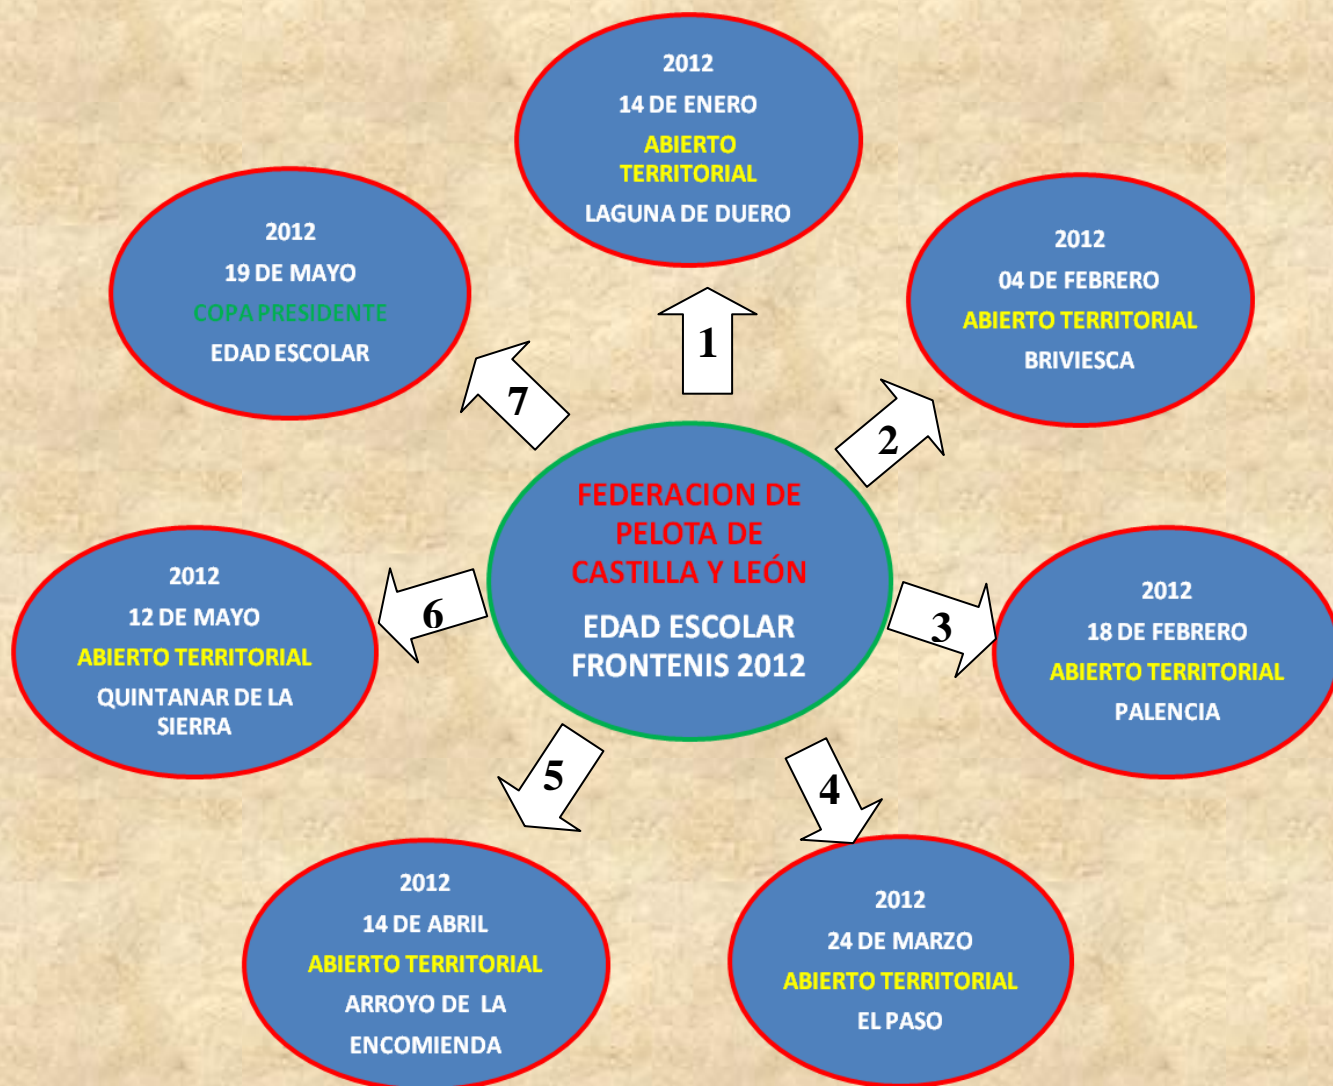 FEDERACION DE
PELOTA DE
CASTILLA Y LEÓN
EDAD ESCOLAR
FRONTENIS 2012
1
2012
14 DE ENERO
ABIERTO
TERRITORIAL
LAGUNA DE DUERO
2
2012
04 DE FEBRERO
ABIERTO TERRITORIAL
BRIVIESCA
3
2012
18 DE FEBRERO
ABIERTO TERRITORIAL
PALENCIA
4
2012
24 DE MARZO
ABIERTO TERRITORIAL
EL PASO
5
2012
14 DE ABRIL
ABIERTO TERRITORIAL
ARROYO DE LA
ENCOMIENDA
6
2012
12 DE MAYO
ABIERTO TERRITORIAL
QUINTANAR DE LA
SIERRA
7
2012
19 DE MAYO
COPA PRESIDENTE
EDAD ESCOLAR